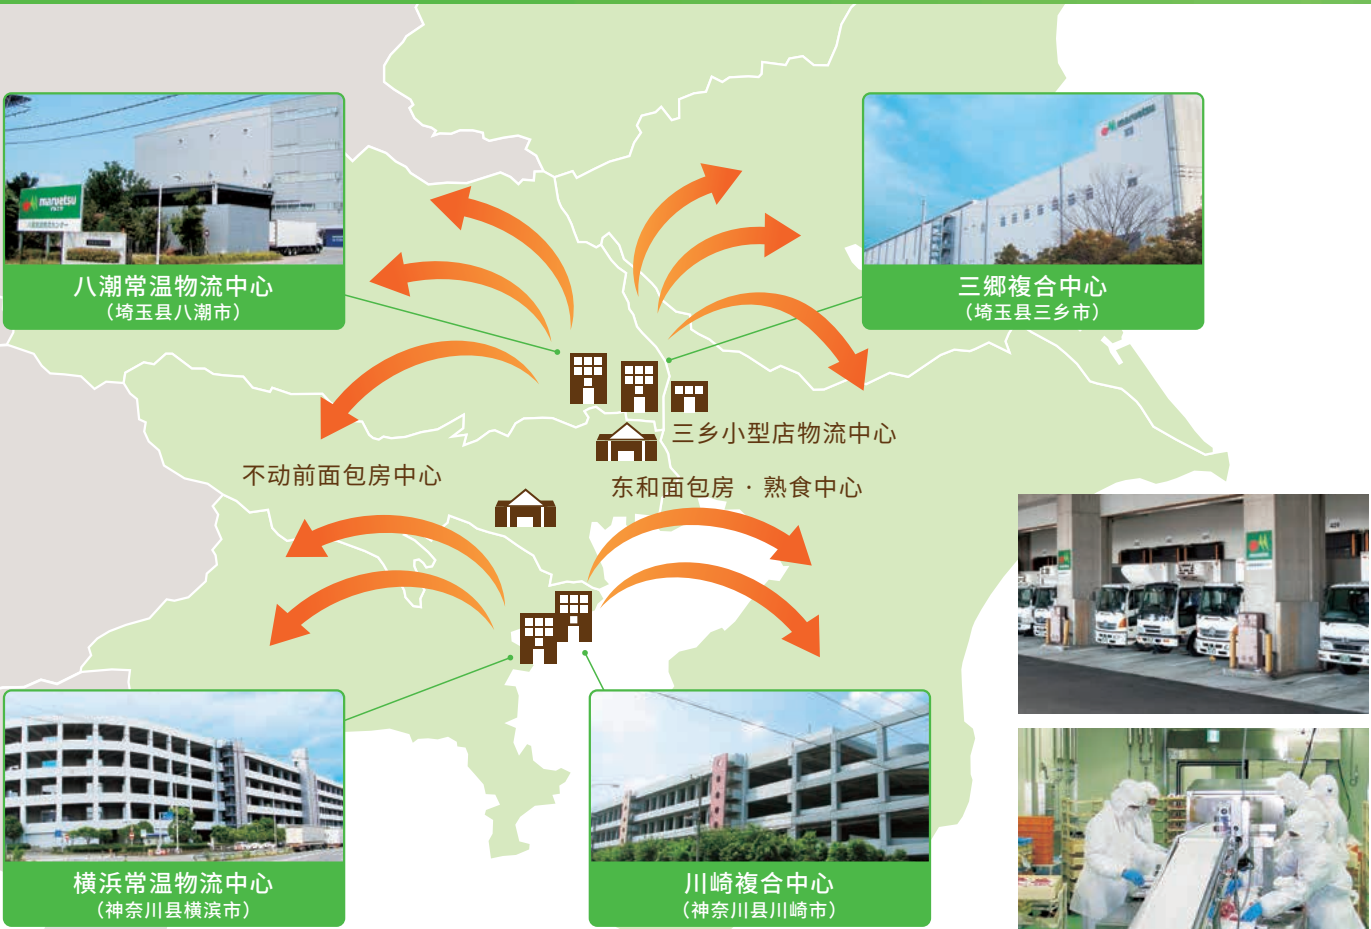 maruetsu
maruetsu
八潮常温物流中心
（埼玉县八潮市）
三郷複合中心
（埼玉县三乡市）
三乡小型店物流中心
不动前面包房中心
东和面包房・熟食中心
横浜常温物流中心
（神奈川县横滨市）
川崎複合中心
（神奈川县川崎市）